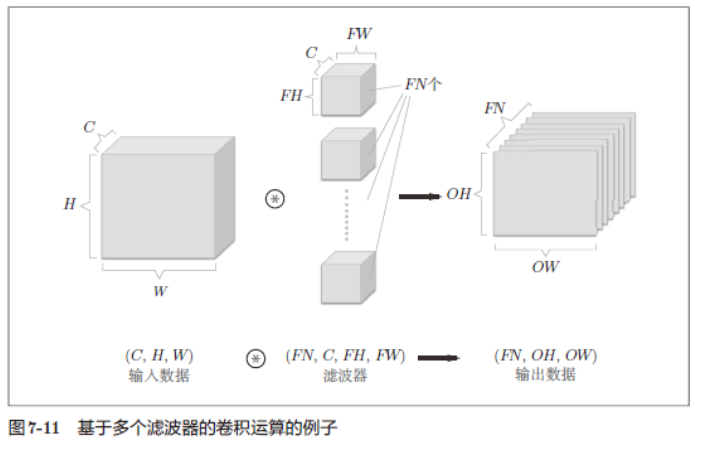 FW
C
FH
FN个
C
FN
H
OH
W
OW
(C, H, W) ⊛ (FN, C, FH, FW) (FN, OH, OW)
输入数据 滤波器 输出数据
图7-11 基于多个滤波器的卷积运算的例子